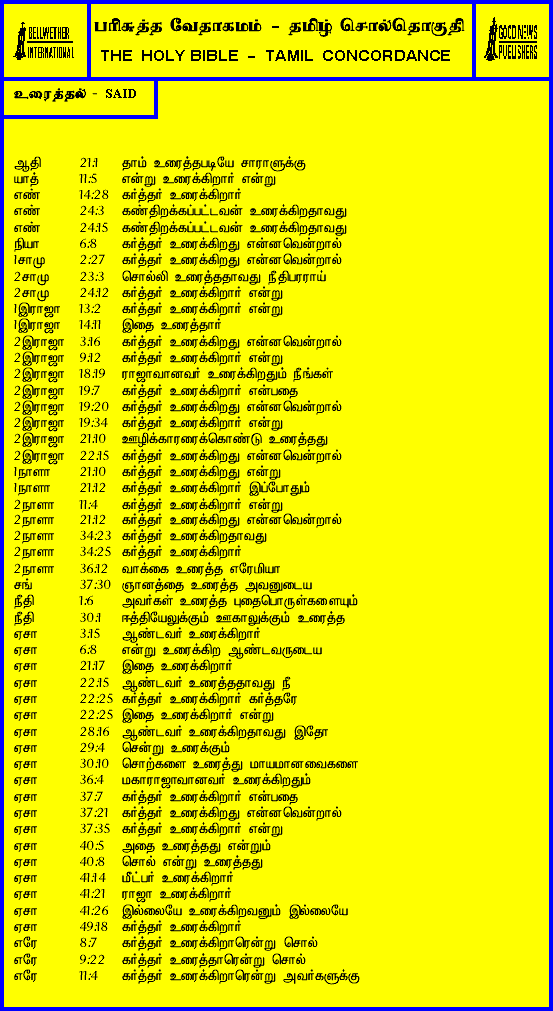 BELLWETHER
INTERNATIONAL
பரிசுத்த வேதாகமம் - தமிழ் சொல்தொகுதி
THE HOLY BIBLE - TAMIL CONCORDANCE
GOOD NEWS
PUBLISHERS
உரைத்தல் - SAID
ஆதி 21:1 தாம் உரைத்தபடியே சாராளுக்கு
யாத் 11:5 என்று உரைக்கிறார் என்று
எண் 14:28 கர்த்தர் உரைக்கிறார்
எண் 24:3 கண்திறக்கப்பட்டவன் உரைக்கிறதாவது
எண் 24:15 கண்திறக்கப்பட்டவன் உரைக்கிறதாவது
நியா 6:8 கர்த்தர் உரைக்கிறது என்னவென்றால்
1சாமு 2:27 கர்த்தர் உரைக்கிறது என்னவென்றால்
2சாமு 23:3 சொல்லி உரைத்ததாவது நீதிபரராய்
2சாமு 24:12 கர்த்தர் உரைக்கிறார் என்று
1இராஜா 13:2 கர்த்தர் உரைக்கிறார் என்று
1இராஜா 14:11 இதை உரைத்தார்
2இராஜா 3:16 கர்த்தர் உரைக்கிறது என்னவென்றால்
2இராஜா 9:12 கர்த்தர் உரைக்கிறார் என்று
2இராஜா 18:19 ராஜாவானவர் உரைக்கிறதும் நீங்கள்
2இராஜா 19:7 கர்த்தர் உரைக்கிறார் என்பதை
2இராஜா 19:20 கர்த்தர் உரைக்கிறது என்னவென்றால்
2இராஜா 19:34 கர்த்தர் உரைக்கிறார் என்று
2இராஜா 21:10 ஊழிக்காரரைக்கொண்டு உரைத்தது
2இராஜா 22:15 கர்த்தர் உரைக்கிறது என்னவென்றால்
1நாளா 21:10 கர்த்தர் உரைக்கிறது என்று
1நாளா 21:12 கர்த்தர் உரைக்கிறார் இப்போதும்
2நாளா 11:4 கர்த்தர் உரைக்கிறார் என்று
2நாளா 21:12 கர்த்தர் உரைக்கிறது என்னவென்றால்
2நாளா 34:23 கர்த்தர் உரைக்கிறதாவது
2நாளா 34:25 கர்த்தர் உரைக்கிறார்
2நாளா 36:12 வாக்கை உரைத்த எரேமியா
சங் 37:30 ஞானத்தை உரைத்த அவனுடைய
நீதி 1:6 அவர்கள் உரைத்த புதைபொருள்களையும்
நீதி 30:1 ஈத்தியேலுக்கும் ஊகாலுக்கும் உரைத்த
ஏசா 3:15 ஆண்டவர் உரைக்கிறார்
ஏசா 6:8 என்று உரைக்கிற ஆண்டவருடைய
ஏசா 21:17 இதை உரைக்கிறார்
ஏசா 22:15 ஆண்டவர் உரைத்ததாவது நீ
ஏசா 22:25 கர்த்தர் உரைக்கிறார் கர்த்தரே
ஏசா 22:25 இதை உரைக்கிறார் என்று
ஏசா 28:16 ஆண்டவர் உரைக்கிறதாவது இதோ
ஏசா 29:4 சென்று உரைக்கும்
ஏசா 30:10 சொற்களை உரைத்து மாயமானவைகளை
ஏசா 36:4 மகாராஜாவானவர் உரைக்கிறதும்
ஏசா 37:7 கர்த்தர் உரைக்கிறார் என்பதை
ஏசா 37:21 கர்த்தர் உரைக்கிறது என்னவென்றால்
ஏசா 37:35 கர்த்தர் உரைக்கிறார் என்று
ஏசா 40:5 அதை உரைத்தது என்றும்
ஏசா 40:8 சொல் என்று உரைத்தது
ஏசா 41:14 மீட்பர் உரைக்கிறார்
ஏசா 41:21 ராஜா உரைக்கிறார்
ஏசா 41:26 இல்லையே உரைக்கிறவனும் இல்லையே
ஏசா 49:18 கர்த்தர் உரைக்கிறார்
எரே 8:7 கர்த்தர் உரைக்கிறாரென்று சொல்
எரே 9:22 கர்த்தர் உரைத்தாரென்று சொல்
எரே 11:4 கர்த்தர் உரைக்கிறாரென்று அவர்களுக்கு